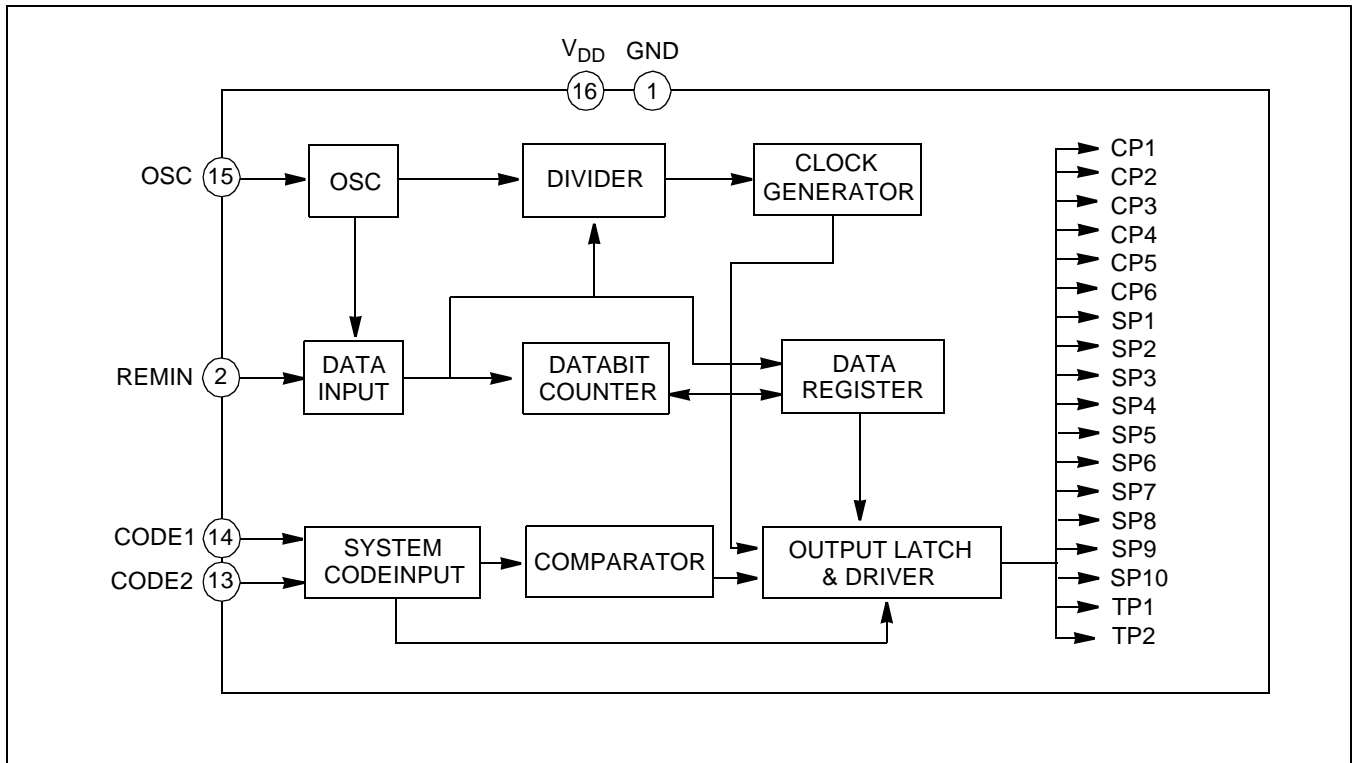 VDD GND
16 1
OSC 15
OSC
DIVIDER
CLOCK
GENERATOR
REMIN 2
DATA
INPUT
DATABIT
COUNTER
DATA
REGISTER
CODE1 14
CODE2 13
SYSTEM
CODEINPUT
COMPARATOR
OUTPUT LATCH
& DRIVER
CP1
CP2
CP3
CP4
CP5
CP6
SP1
SP2
SP3
SP4
SP5
SP6
SP7
SP8
SP9
SP10
TP1
TP2